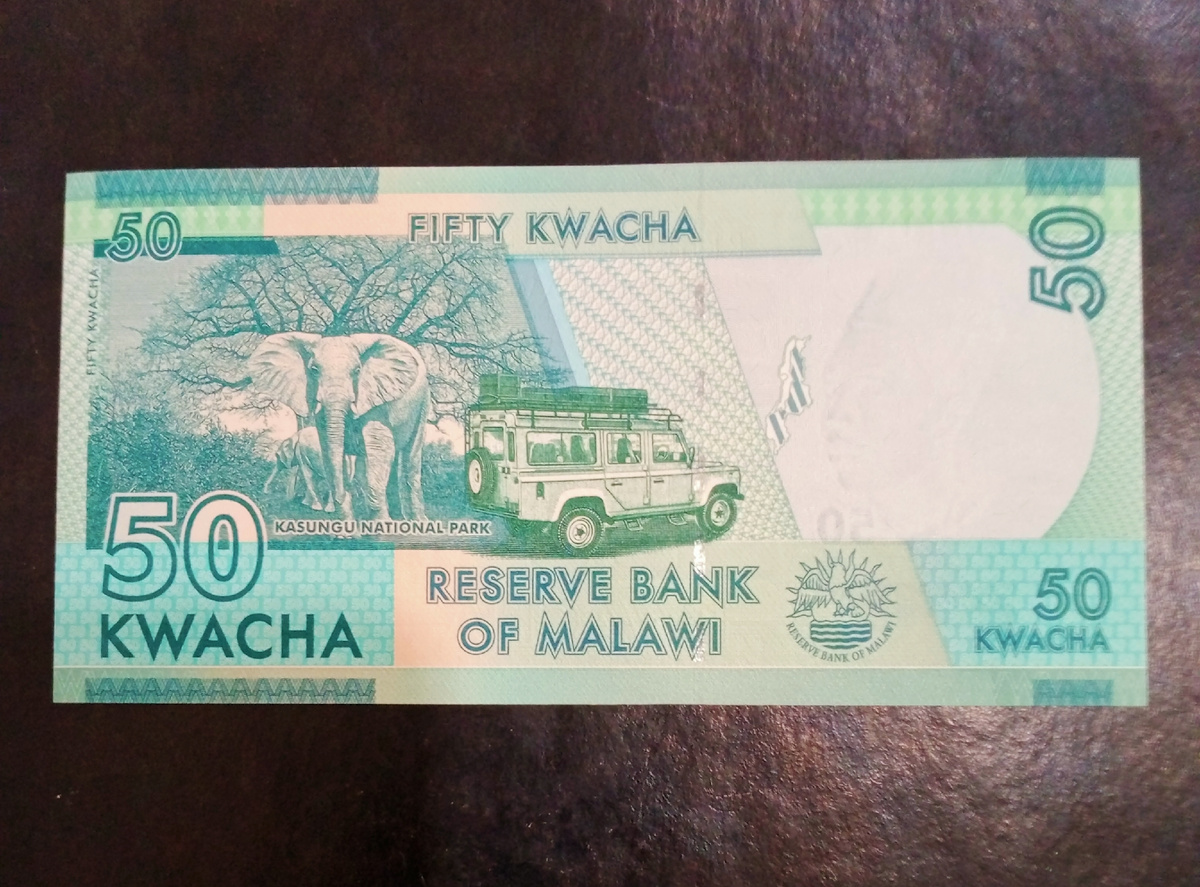 50
FIFTY KWACHA
50
FIFTY KWACHA
KASUNGU NATIONAL PARK
50
KWACHA
RESERVE BANK
OF MALAWI
RESERVE BANK OF MALAWI
50
KWACHA